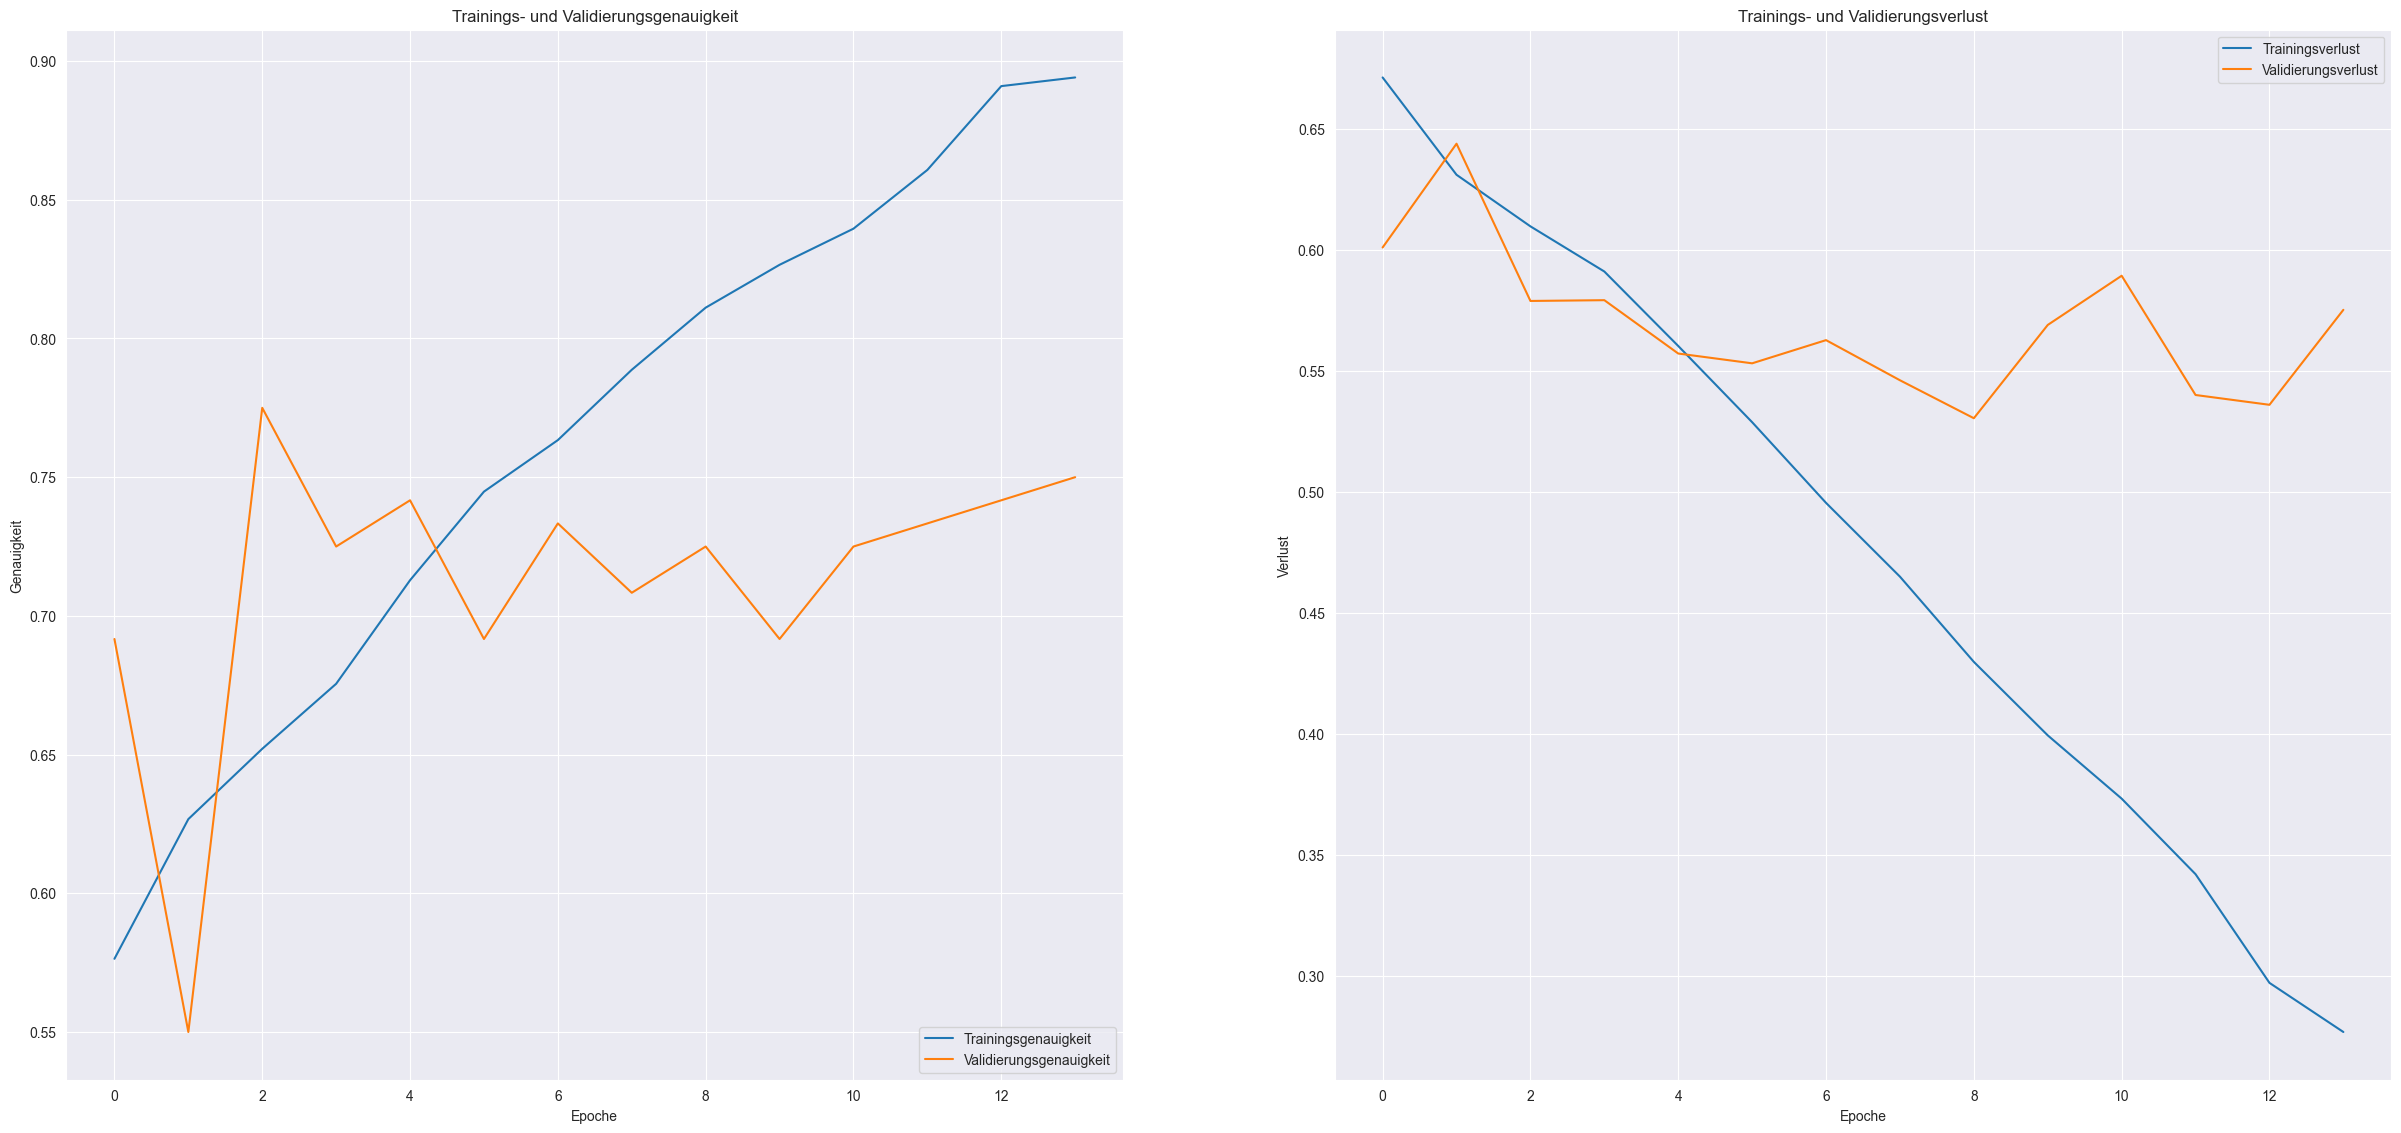 Trainings- und Validierungsgenauigkeit
0.90
0.85
0.80
0.75
0.70
0.65
0.60
0.55
Genauigkeit
0 2 4 6 8 10 12
Epoche
Trainingsgenauigkeit
Validierungsgenauigkeit
Trainings- und Validierungsverlust
Trainingsverlust
Validierungsverlust
0.65
0.60
0.55
0.50
0.45
0.40
0.35
0.30
Verlust
0 2 4 6 8 10 12
Epoche